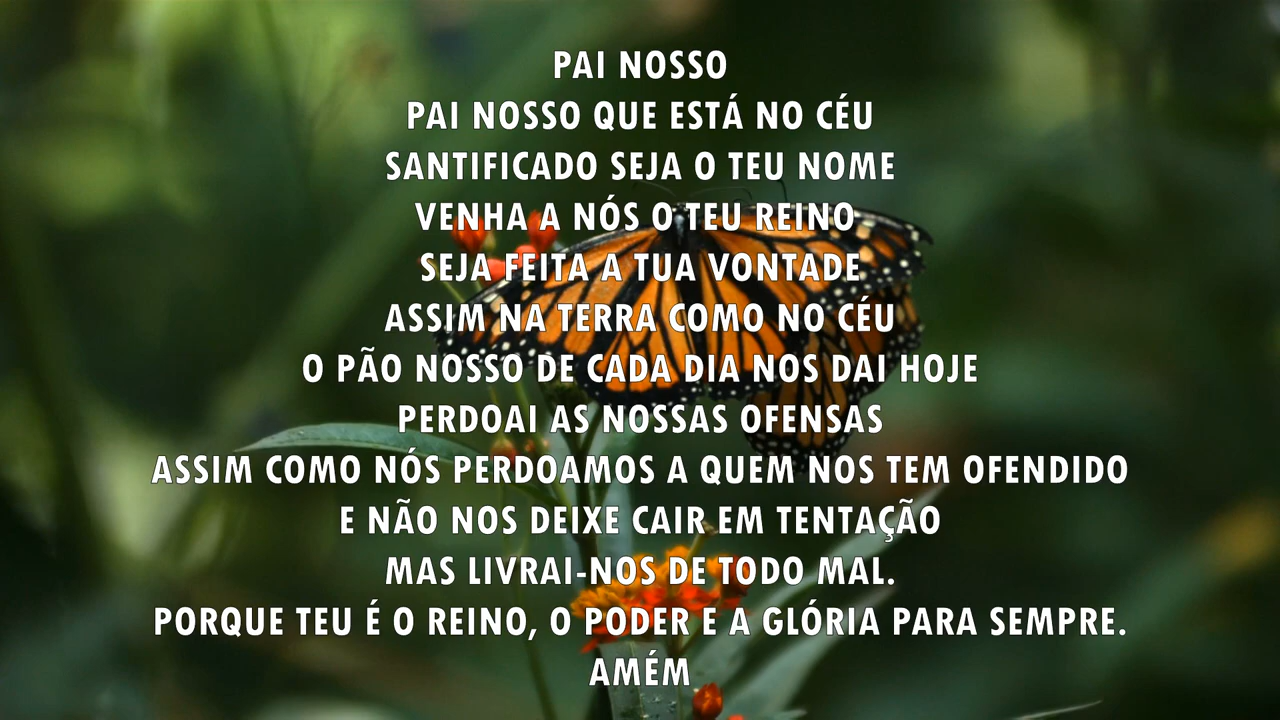 PAI NOSSO
PAI NOSSO QUE ESTÁ NO CÉU
SANTIFICADO SEJA O TEU NOME
VENHA A NÓS O TEU REINO
SEJA FEITA A TUA VONTADE
ASSIM NA TERRA COMO NO CÉU
O PÃO NOSSO DE CADA DIA NOS DAI HOJE
PERDOAI AS NOSSAS OFENSAS
ASSIM COMO NÓS PERDOAMOS A QUEM NOS TEM OFENDIDO
E NÃO NOS DEIXE CAIR EM TENTAÇÃO
MAS LIVRAI-NOS DE TODO MAL.
PORQUE TEU É O REINO, O PODER E A GLÓRIA PARA SEMPRE.
AMÉM